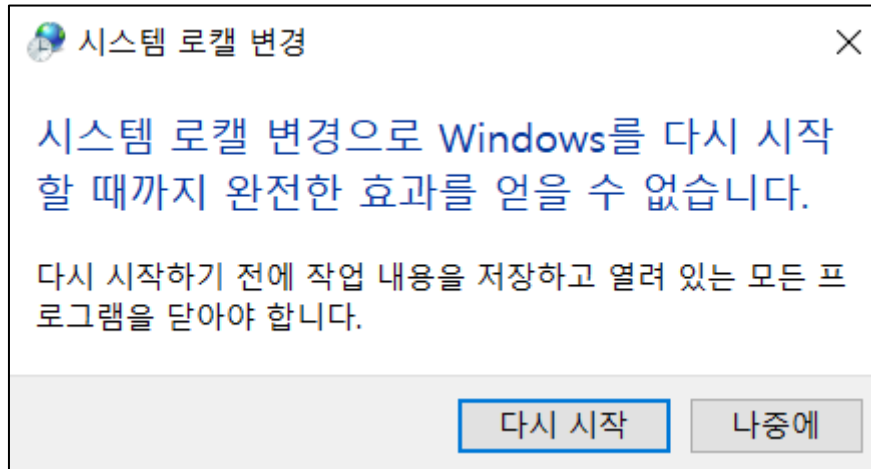 시스템 로캘 변경
시스템 로캘 변경으로 Windows를 다시 시작
할 때까지 완전한 효과를 얻을 수 없습니다.
다시 시작하기 전에 작업 내용을 저장하고 열려 있는 모든 프
로그램을 닫아야 합니다.
다시 시작 나중에